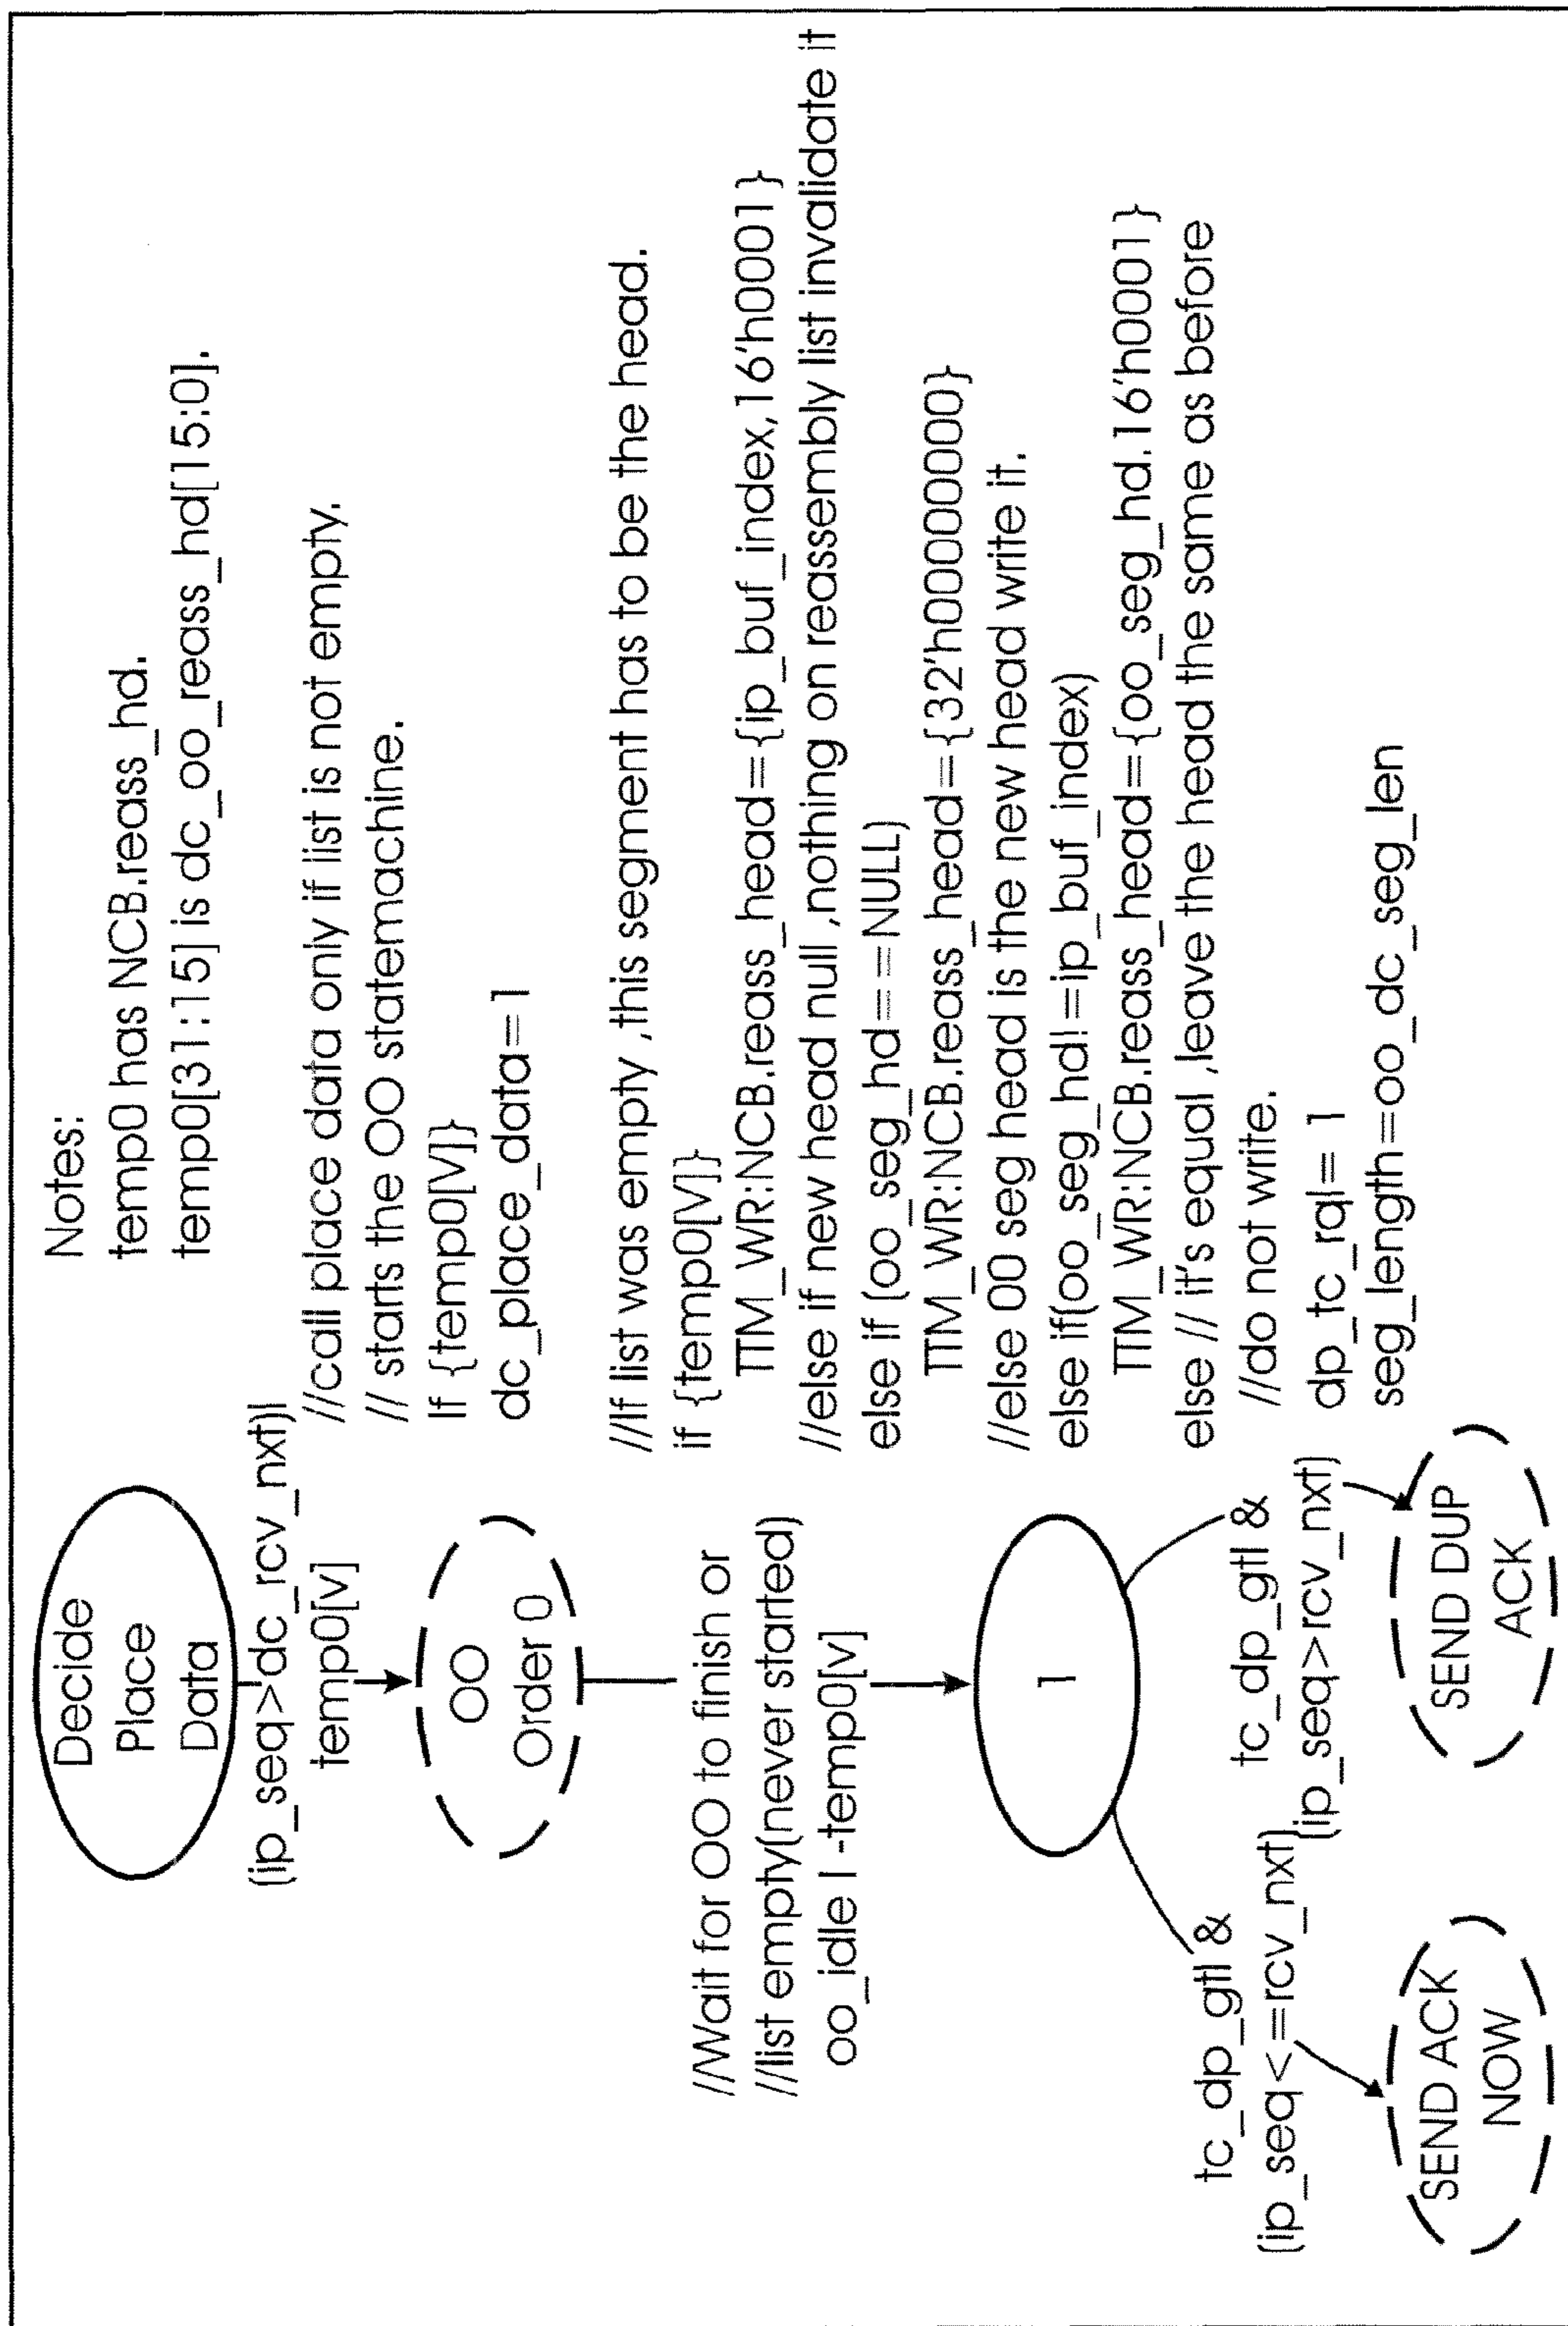 Notes:
temp0 has NCB.reass_hd.
temp0[31:15] is dc_oo_reass_hd[15:0].
Decide
Place
Data
(ip_seq>dc_rcv_nxt)|
temp0[v]
//call place data only if list is not empty.
// starts the OO statemachine.
If {temp0[V]}
dc_place_data=1
OO
Order 0
//Wait for OO to finish or
//list empty(never started)
oo_idle | -temp0[v]
//If list was empty ,this segment has to be the head.
if {temp0[V]}
TTM_WR:NCB.reass_head={ip_buf_index,16'h0001}
//else if new head null ,nothing on reassembly list invalidate it
else if (oo_seg_hd==NULL)
TTM_WR:NCB.reass_head={32'h00000000}
//else 00 seg head is the new head write it.
else if(oo_seg_hd!=ip_buf_index)
TTM_WR:NCB.reass_head={oo_seg_hd.16'h0001}
else // it's equal ,leave the head the same as before
//do not write.
dp_tc_rql= 1
seg_length=oo_dc_seg_len
1
tc_dp_gtl &
(ip_seq<=rcv_nxt)
tc_dp_gtl &
(ip_seq>rcv_nxt)
SEND ACK
NOW
SEND DUP
ACK